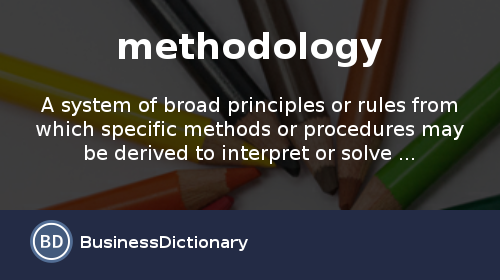 methodology
A system of broad principles or rules from
which specific methods or procedures may
be derived to interpret or solve ...
BD BusinessDictionary